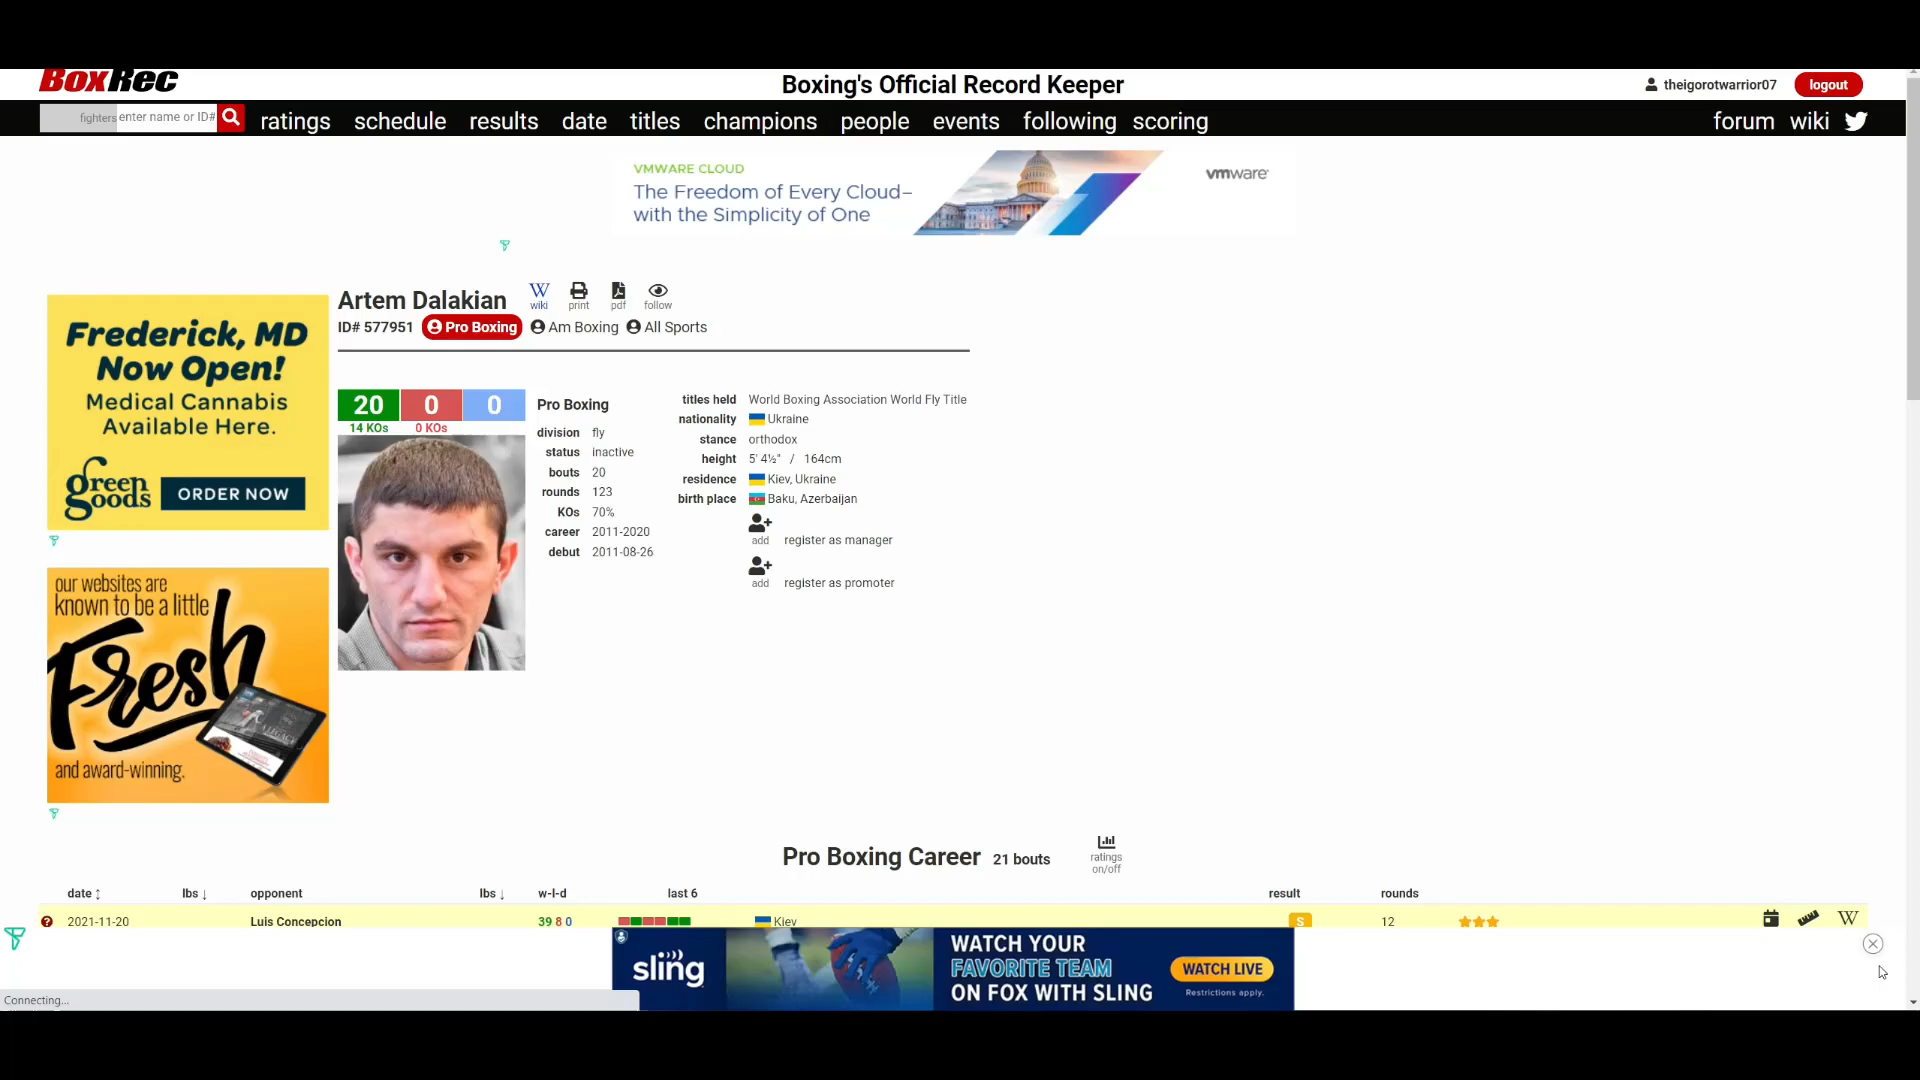 BoxRec
Boxing's Official Record Keeper
theigorotwarrior07
logout
fighters
enter name or ID#
ratings schedule results date titles champions people events following scoring
forum wiki
VMWARE CLOUD
The Freedom of Every Cloud–
with the Simplicity of One
vmware
Frederick, MD
Now Open!
Medical Cannabis
Available Here.
green
goods
ORDER NOW
our websites are
known to be a little
Fresh
and award-winning.
Artem Dalakian
wiki
print
pdf
follow
ID# 577951
Pro Boxing
Am Boxing
All Sports
20 0 0
14 KOs 0 KOs
Pro Boxing
division fly
status inactive
bouts 20
rounds 123
KOs 70%
career 2011-2020
debut 2011-08-26
titles held World Boxing Association World Fly Title
nationality Ukraine
stance orthodox
height 5' 4½" / 164cm
residence Kiev, Ukraine
birth place Baku, Azerbaijan
add register as manager
add register as promoter
Pro Boxing Career 21 bouts
ratings
on/off
date lbs opponent lbs w-l-d last 6 result rounds
2021-11-20 Luis Concepcion 39 8 0 Kiev S 12
W
sling
WATCH YOUR
FAVORITE TEAM
ON FOX WITH SLING
WATCH LIVE
Restrictions apply.
Connecting...